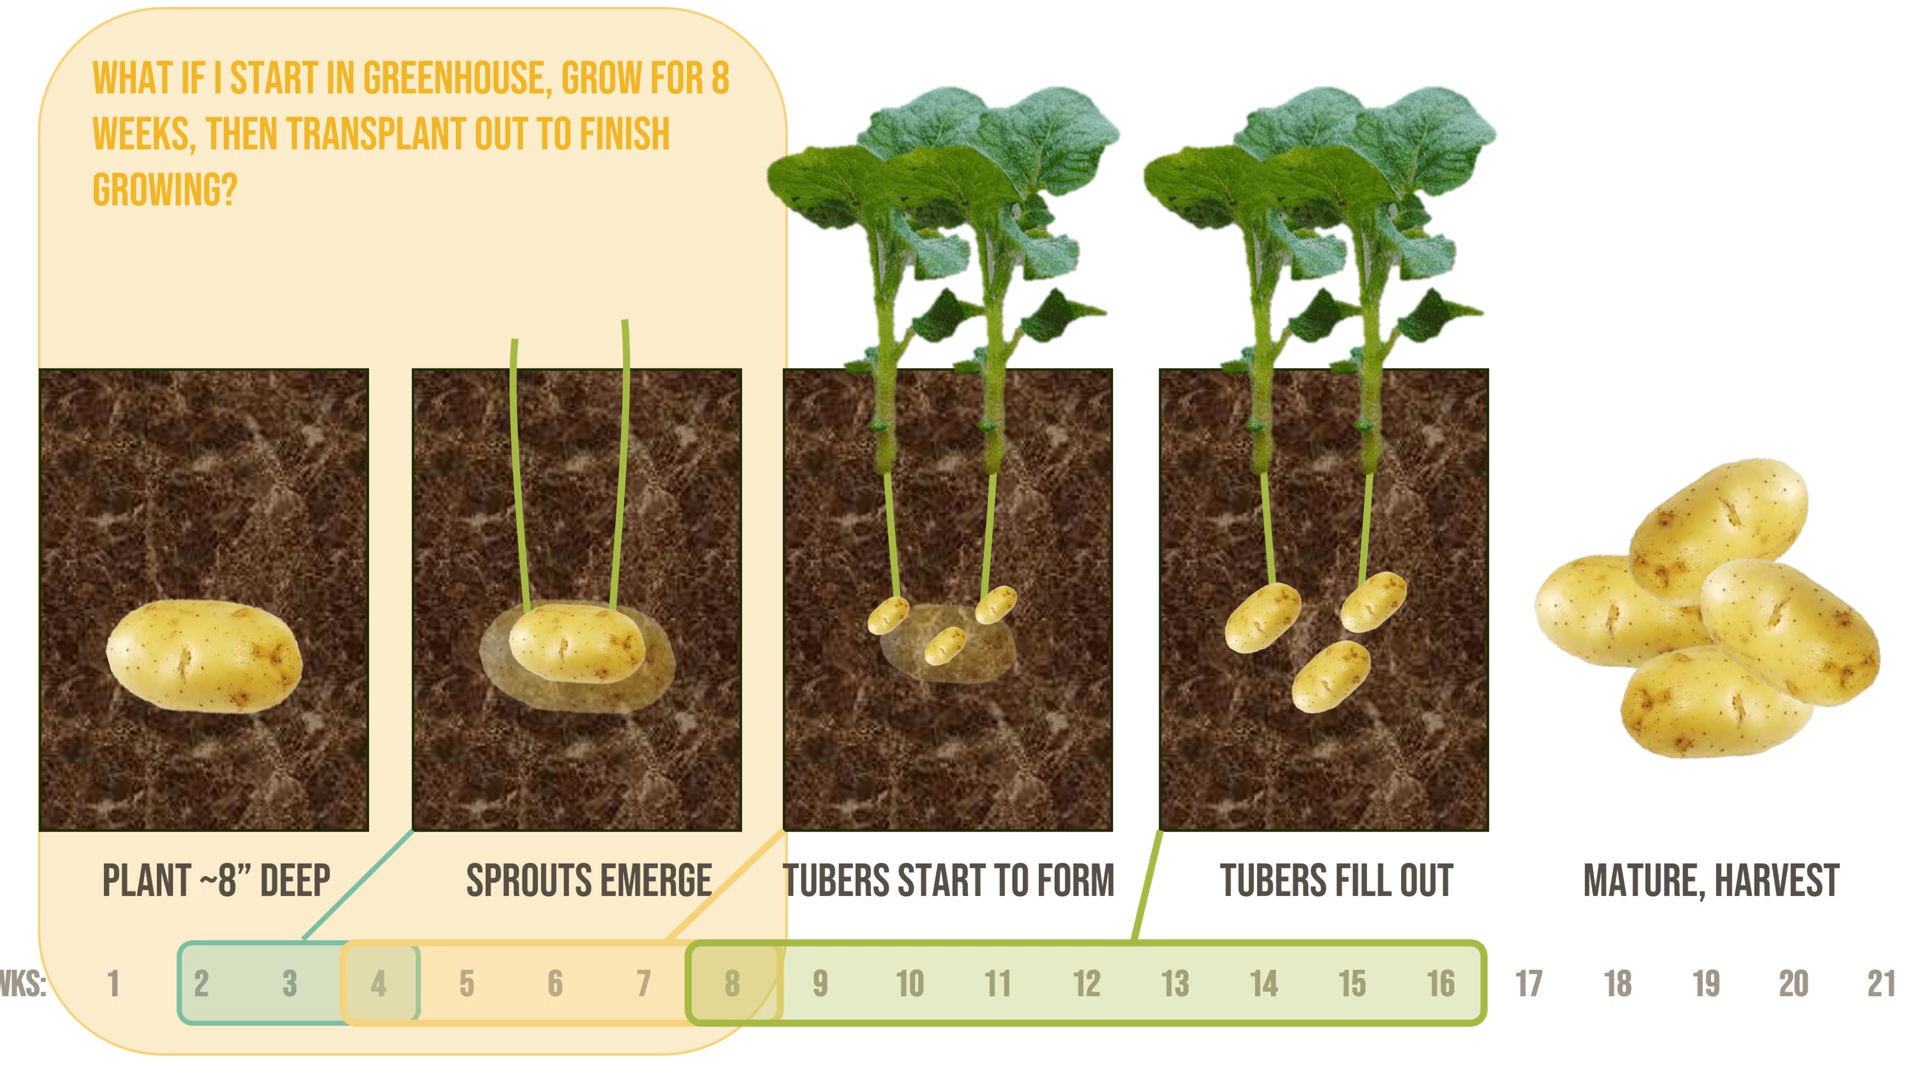 WHAT IF I START IN GREENHOUSE, GROW FOR 8
WEEKS, THEN TRANSPLANT OUT TO FINISH
GROWING?
PLANT ~8” DEEP
SPROUTS EMERGE
TUBERS START TO FORM
TUBERS FILL OUT
MATURE, HARVEST
WKS: 1 2 3 4 5 6 7 8 9 10 11 12 13 14 15 16 17 18 19 20 21